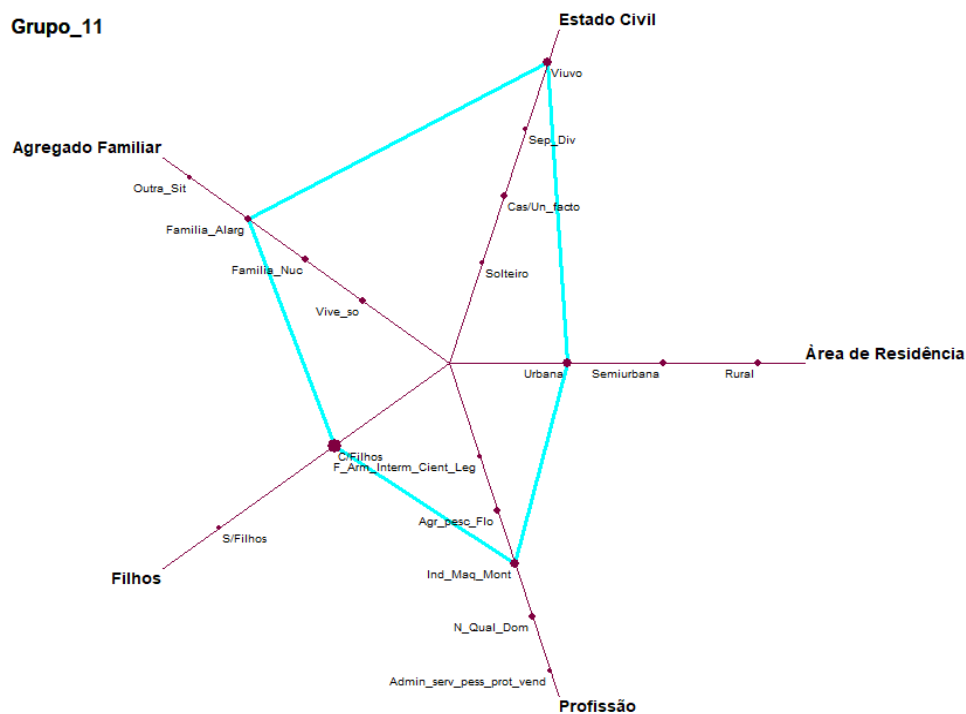 Grupo_11
Estado Civil
Viuvo
Sep_Div
Agregado Familiar
Outra_Sit
Cas/Un_facto
Familia_Alarg
Familia_Nuc
Solteiro
Vive_so
Área de Residência
Urbana
Semiurbana
Rural
C/Filhos
F_Arm_Interm_Cient_Leg
Agr_pesc_Flo
S/Filhos
Filhos
Ind_Maq_Mont
N_Qual_Dom
Admin_serv_pess_prot_vend
Profissão